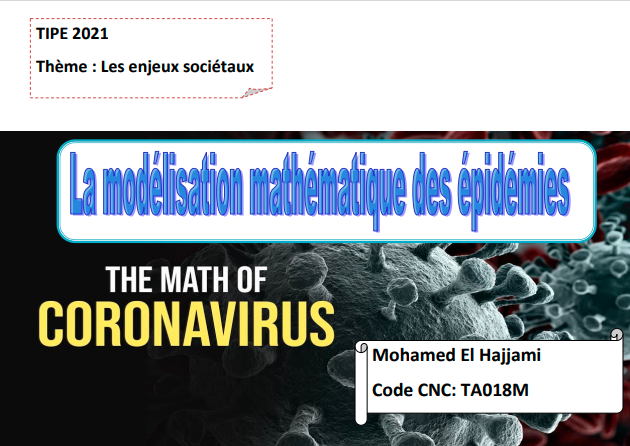 TIPE 2021
Thème : Les enjeux sociétaux
La modélisation mathématique des épidémies
THE MATH OF
CORONAVIRUS
Mohamed El Hajjami
Code CNC: TA018M